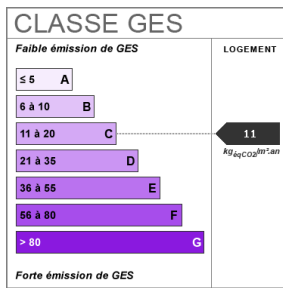 CLASSE GES
Faible émission de GES
LOGEMENT
≤ 5 A
6 à 10 B
11 à 20 C
11
kgéqCO2/m².an
21 à 35 D
36 à 55 E
56 à 80 F
> 80 G
Forte émission de GES